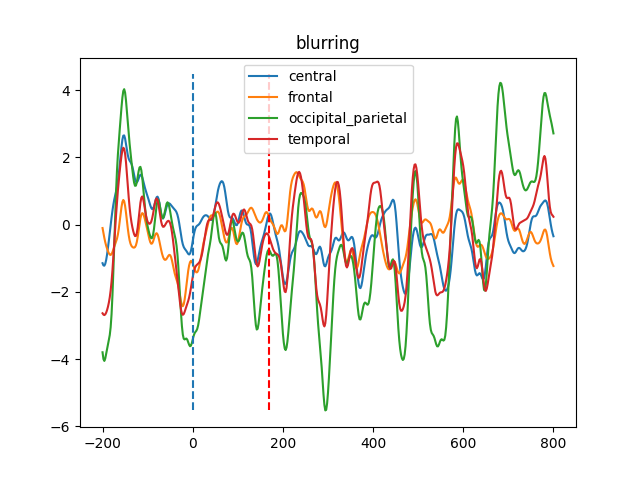 blurring
central
frontal
occipital_parietal
temporal
4
2
0
−2
−4
−6
−200
0
200
400
600
800